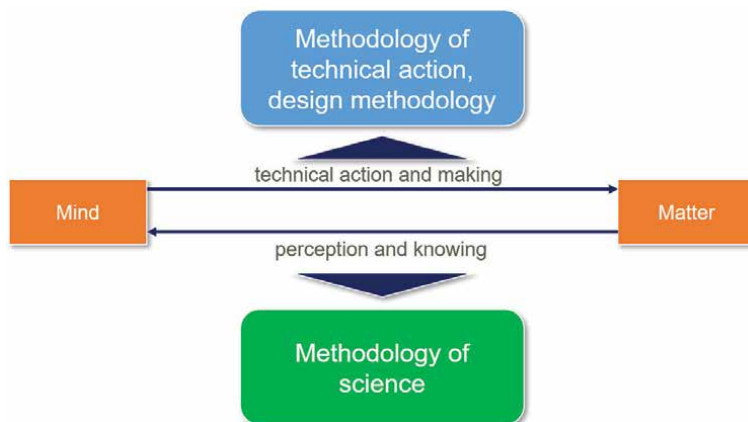 Methodology of
technical action,
design methodology
technical action and making
Mind
Matter
perception and knowing
Methodology of
science